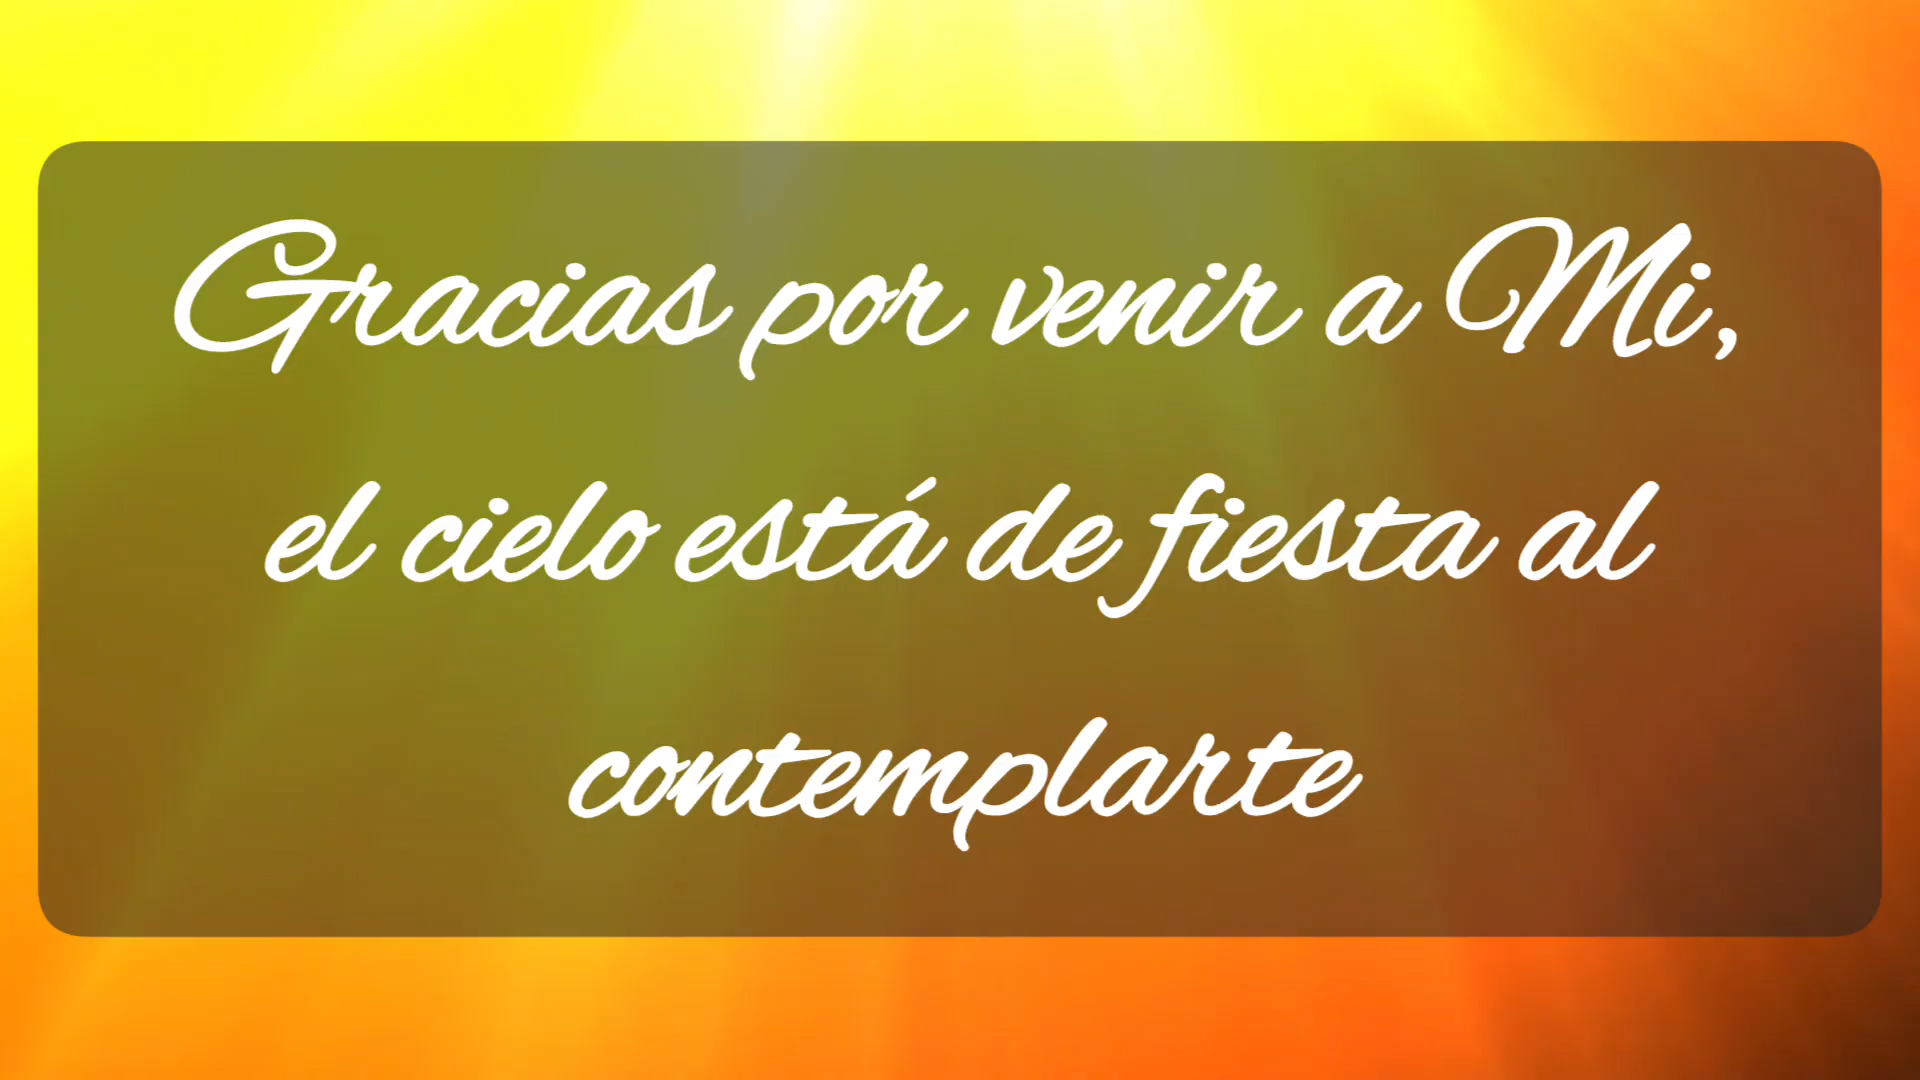 Gracias por venir a Mi,
el cielo está de fiesta al
contemplarte